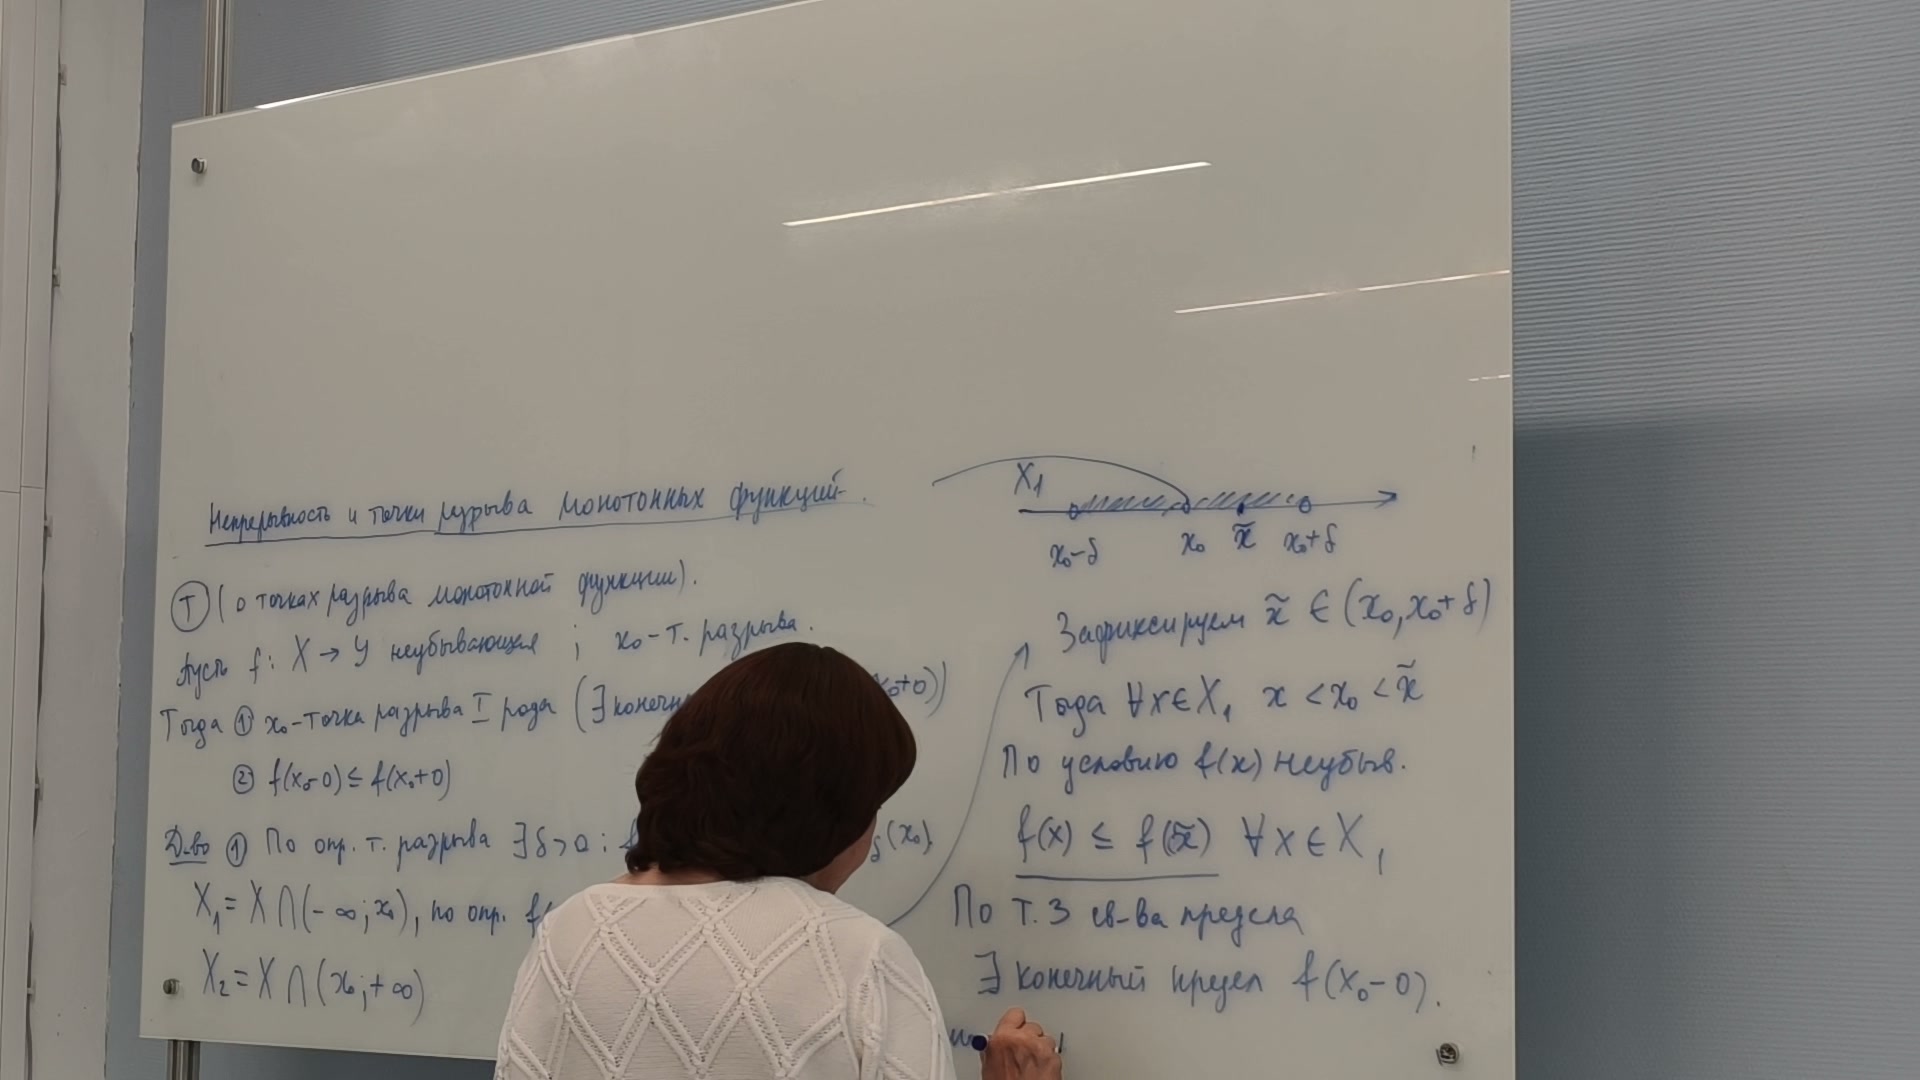 Непрерывность и точки разрыва монотонных функций.
Т (о точках разрыва монотонной функции).
Пусть f: X → Y неубывающая ; x₀ - т. разрыва.
Тогда ① x₀ - точка разрыва I рода (∃ конечн x₀+0))
② f(x₀-0) ≤ f(x₀+0)
Д-во ① По опр. т. разрыва ∃ δ > 0 : (x₀).
X₁ = X ∩ (-∞; x₀), по опр.
X₂ = X ∩ (x₀; +∞)
X₁
x₀-δ x₀ x̃ x₀+δ
Зафиксируем x̃ ∈ (x₀, x₀+δ)
Тогда ∀x∈X₁ x < x₀ < x̃
По условию f(x) неубыв.
f(x) ≤ f(x̃) ∀ x ∈ X₁
По т. 3 св-ва предела
∃ конечный предел f(x₀-0).